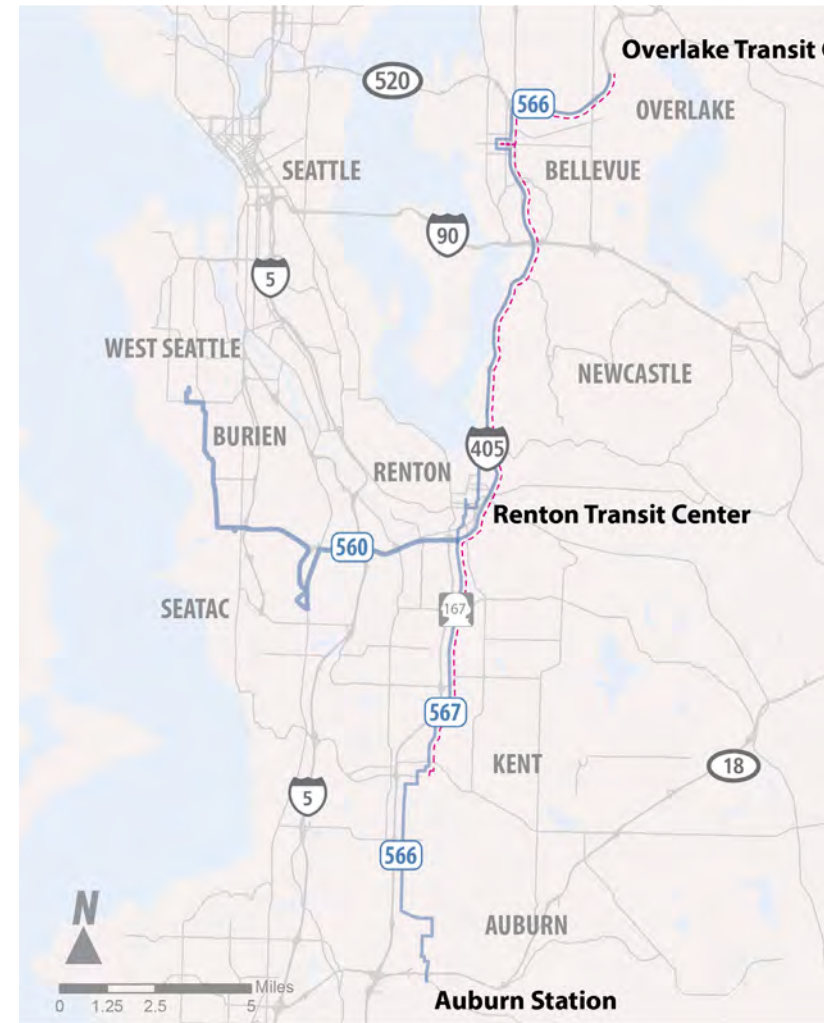 Overlake Transit
520
566
OVERLAKE
SEATTLE
BELLEVUE
90
5
WEST SEATTLE
NEWCASTLE
BURIEN
405
RENTON
Renton Transit Center
560
SEATAC
167
567
KENT
18
5
566
N
AUBURN
Miles
0 1.25 2.5 5
Auburn Station